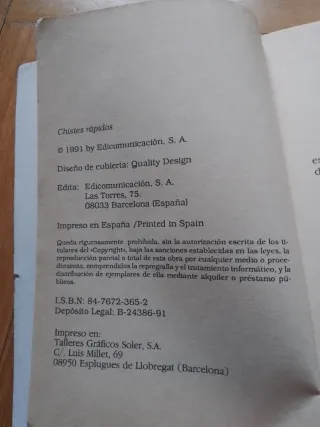 Chistes rápidos
© 1991 by Edicomunicación, S. A.
Diseño de cubierta: Quality Design
Edita: Edicomunicación, S. A.
Las Torres, 75.
08033 Barcelona (España)
Impreso en España / Printed in Spain
Queda rigurosamente prohibida, sin la autorización escrita de los ti-
tulares del «Copyright», bajo las sanciones establecidas en las leyes, la
reproducción parcial o total de esta obra por cualquier medio o proce-
dimiento, comprendidos la reprografía y el tratamiento informático, y la
distribución de ejemplares de ella mediante alquiler o préstamo pú-
blicos.
I.S.B.N: 84-7672-365-2
Depósito Legal: B-24386-91
Impreso en:
Talleres Gráficos Soler, S.A.
C/. Luis Millet, 69
08950 Esplugues de Llobregat (Barcelona)